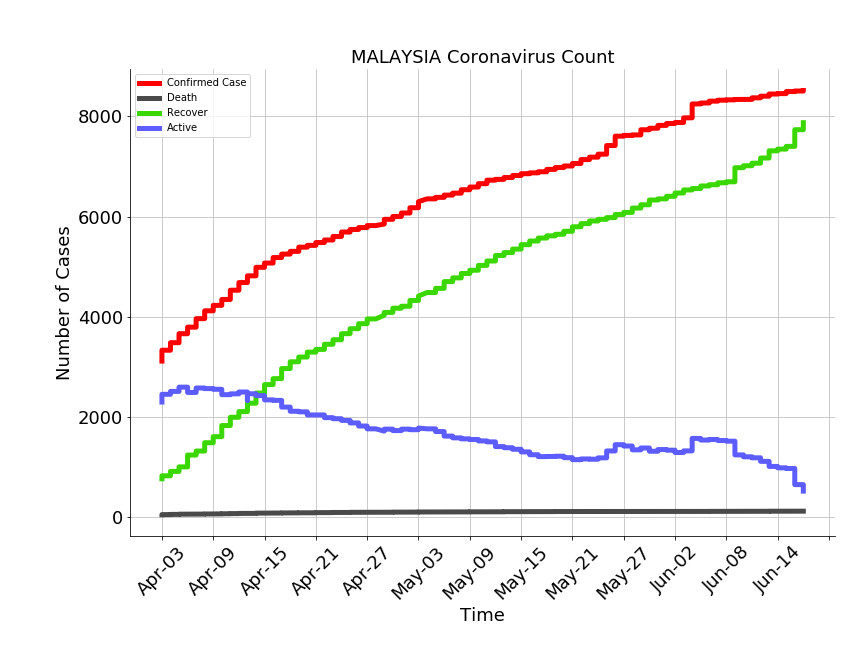 MALAYSIA Coronavirus Count
Confirmed Case
Death
Recover
Active
8000
6000
4000
2000
0
Number of Cases
Apr-03
Apr-09
Apr-15
Apr-21
Apr-27
May-03
May-09
May-15
May-21
May-27
Jun-02
Jun-08
Jun-14
Time